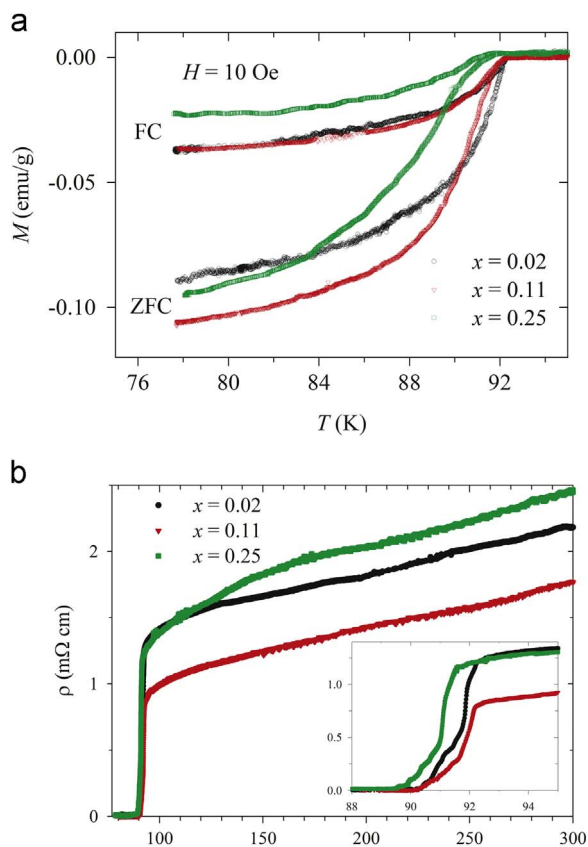 a
0.00
H = 10 Oe
FC
-0.05
M (emu/g)
x = 0.02
x = 0.11
x = 0.25
ZFC
-0.10
76 80 84 88 92
T (K)
b
x = 0.02
x = 0.11
x = 0.25
2
ρ (mΩ cm)
1
0
1.0
0.5
0.0
88 90 92 94
100 150 200 250 300